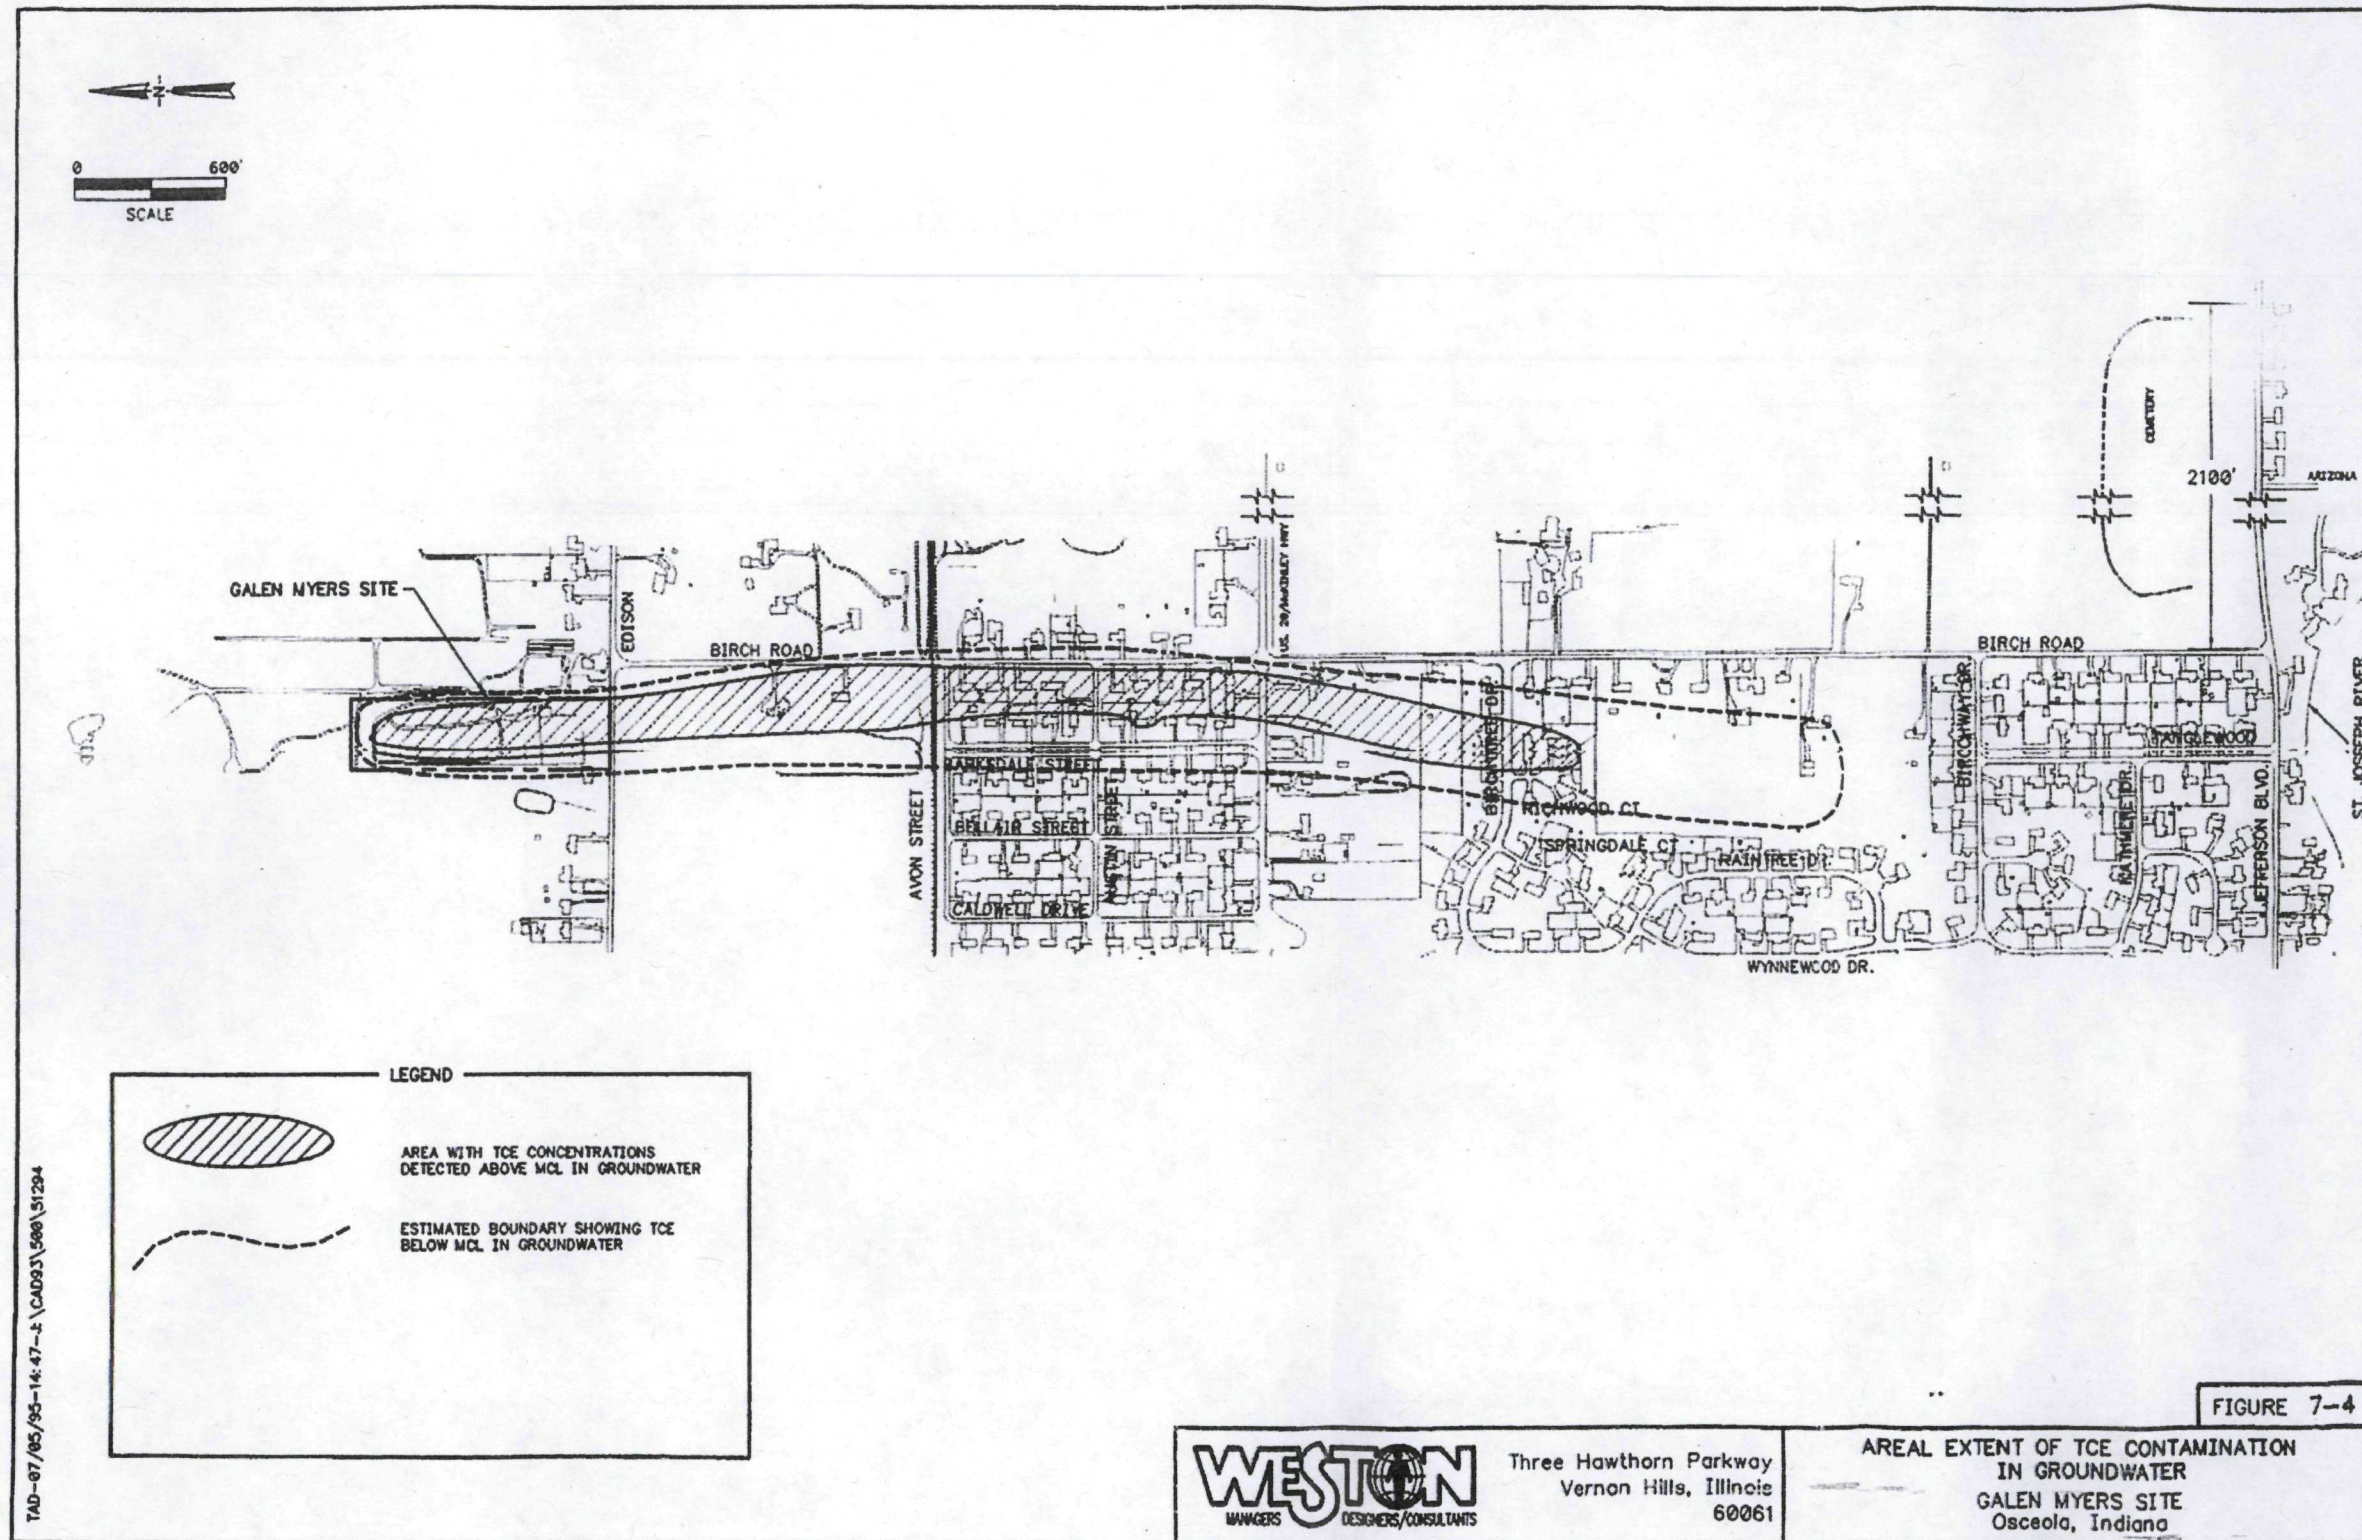 N
0 600'
SCALE
CEMETERY
2100'
ARIZONA
GALEN MYERS SITE
EDISON
US. 20/McKINLEY HWY
BIRCH ROAD
BIRCH ROAD
ST. JOSEPH RIVER
BIRCHWAY DR.
TANGLEWOOD
BARKSDALE STREET
AVON STREET
AUSTIN STREET
RICHWOOD CT
BELLAIR STREET
SPRINGDALE CT
RAINTREE DR.
JEFFERSON BLVD.
CALDWELL DRIVE
WYNNEWOOD DR.
LEGEND
AREA WITH TCE CONCENTRATIONS
DETECTED ABOVE MCL IN GROUNDWATER
ESTIMATED BOUNDARY SHOWING TCE
BELOW MCL IN GROUNDWATER
TAD-07/05/95-14:47-J:\CAD93\500\51294
FIGURE 7-4
WESTON
MANAGERS DESIGNERS/CONSULTANTS
Three Hawthorn Parkway
Vernon Hills, Illinois
60061
AREAL EXTENT OF TCE CONTAMINATION
IN GROUNDWATER
GALEN MYERS SITE
Osceola, Indiana